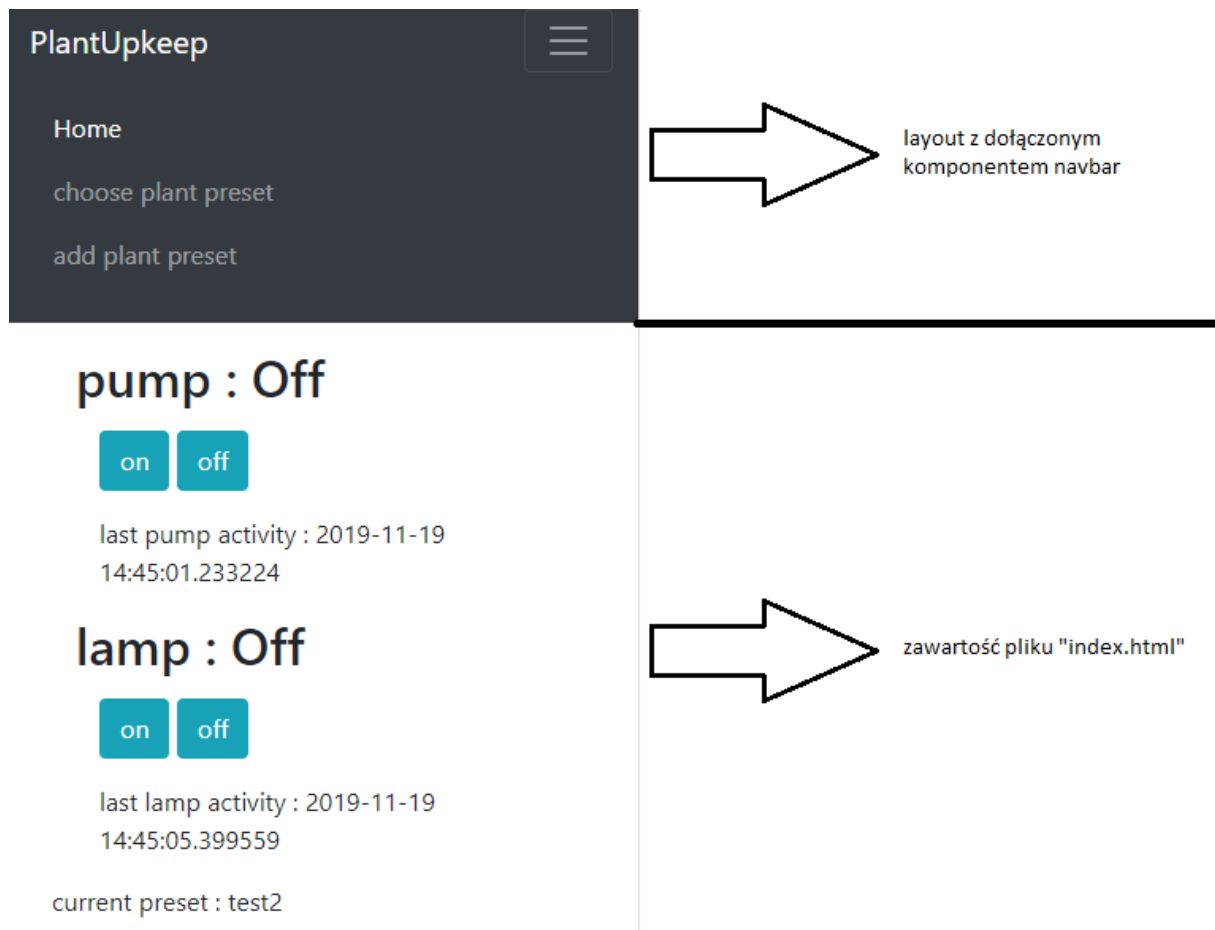 PlantUpkeep
Home
choose plant preset
add plant preset
layout z dołączonym
komponentem navbar
pump : Off
on off
last pump activity : 2019-11-19
14:45:01.233224
lamp : Off
on off
last lamp activity : 2019-11-19
14:45:05.399559
current preset : test2
zawartość pliku "index.html"